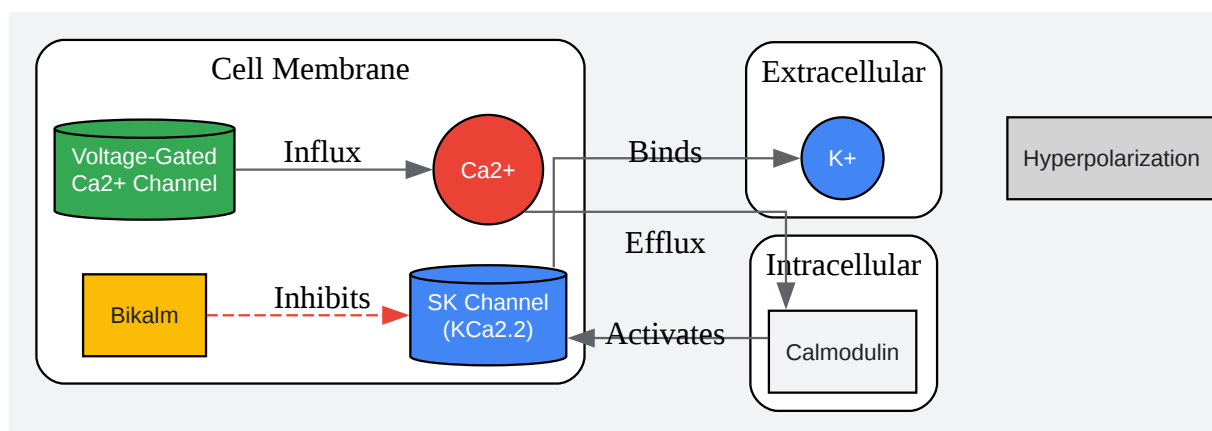 Cell Membrane
Extracellular
Voltage-Gated
Ca2+ Channel
Influx
Ca2+
Binds
K+
Hyperpolarization
Efflux
Intracellular
Bikalm
Inhibits
SK Channel
(KCa2.2)
Activates
Calmodulin